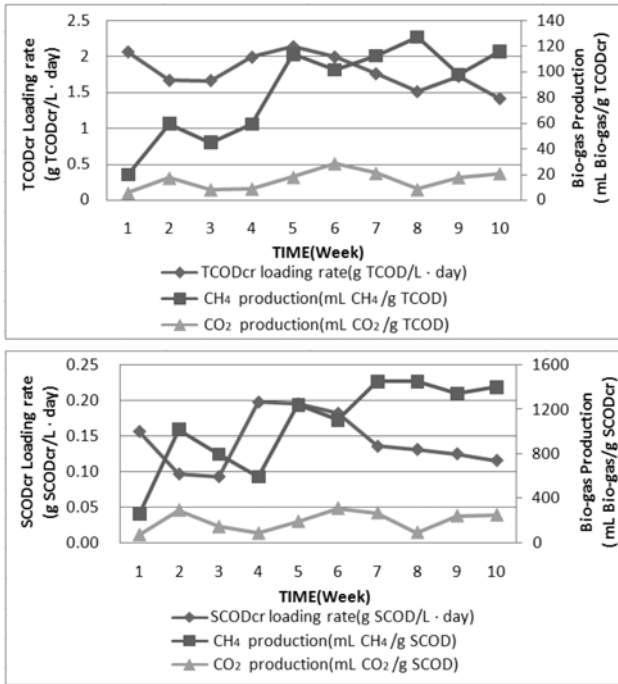 TCODcr Loading rate
(g TCODcr/L · day)
2.5
2
1.5
1
0.5
0
140
120
100
80
60
40
20
0
Bio-gas Production
( mL Bio-gas/g TCODcr)
1 2 3 4 5 6 7 8 9 10
TIME(Week)
TCODcr loading rate(g TCOD/L · day)
CH₄ production(mL CH₄/g TCOD)
CO₂ production(mL CO₂/g TCOD)
SCODcr Loading rate
(g SCODcr/L · day)
0.25
0.20
0.15
0.10
0.05
0.00
1600
1200
800
400
0
Bio-gas Production
( mL Bio-gas/g SCODcr)
1 2 3 4 5 6 7 8 9 10
TIME(Week)
SCODcr loading rate(g SCOD/L · day)
CH₄ production(mL CH₄/g SCOD)
CO₂ production(mL CO₂/g SCOD)